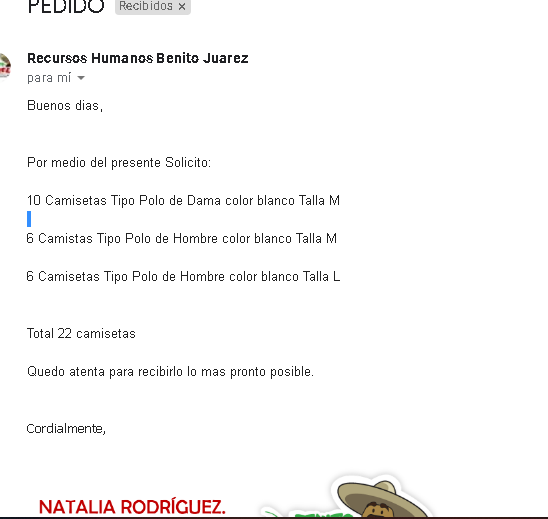 PEDIDO Recibidos x
Recursos Humanos Benito Juarez
para mí
Buenos dias,
Por medio del presente Solicito:
10 Camisetas Tipo Polo de Dama color blanco Talla M
6 Camistas Tipo Polo de Hombre color blanco Talla M
6 Camisetas Tipo Polo de Hombre color blanco Talla L
Total 22 camisetas
Quedo atenta para recibirlo lo mas pronto posible.
Cordialmente,
NATALIA RODRÍGUEZ.